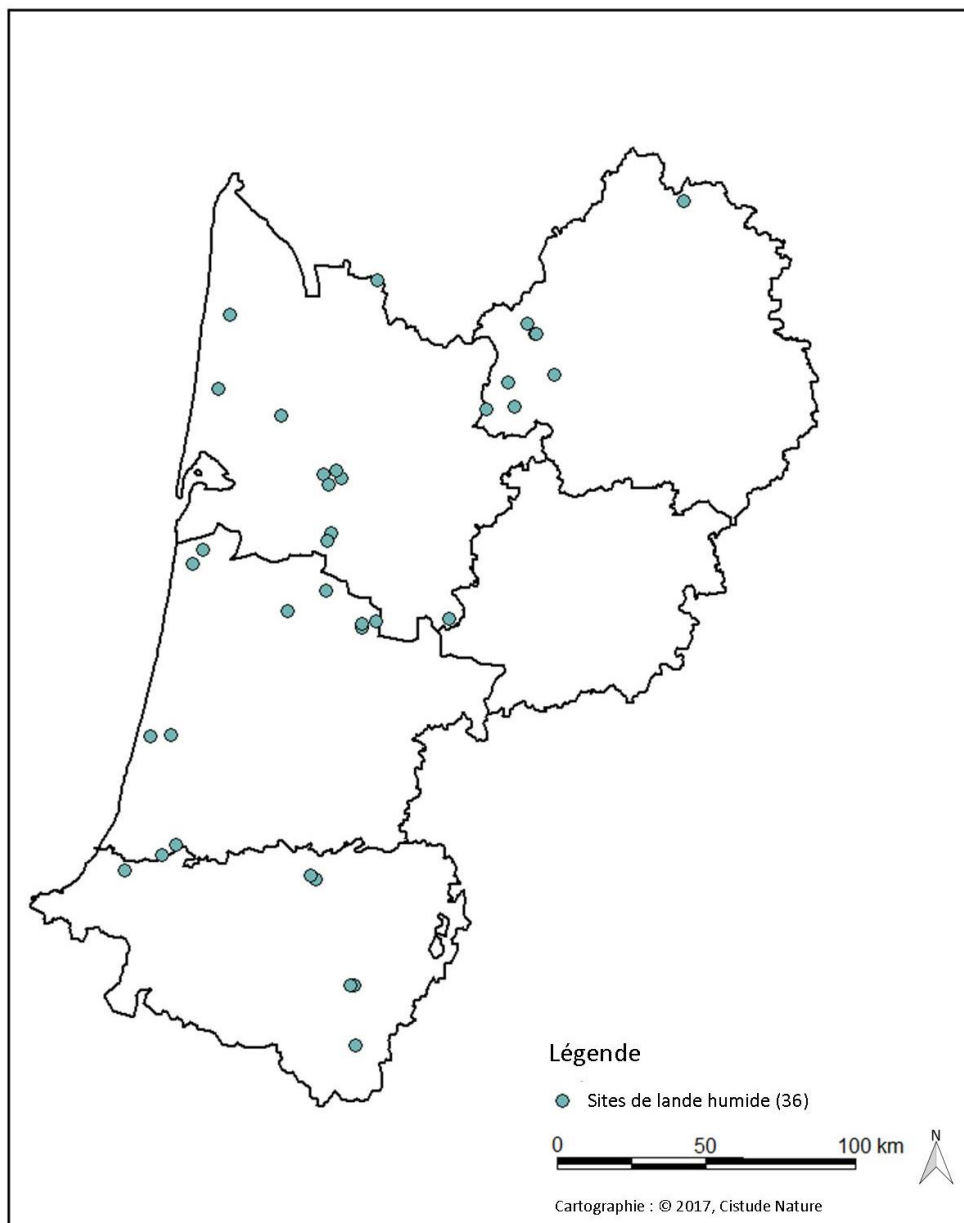 Légende
Sites de lande humide (36)
0 50 100 km
N
Cartographie : © 2017, Cistude Nature